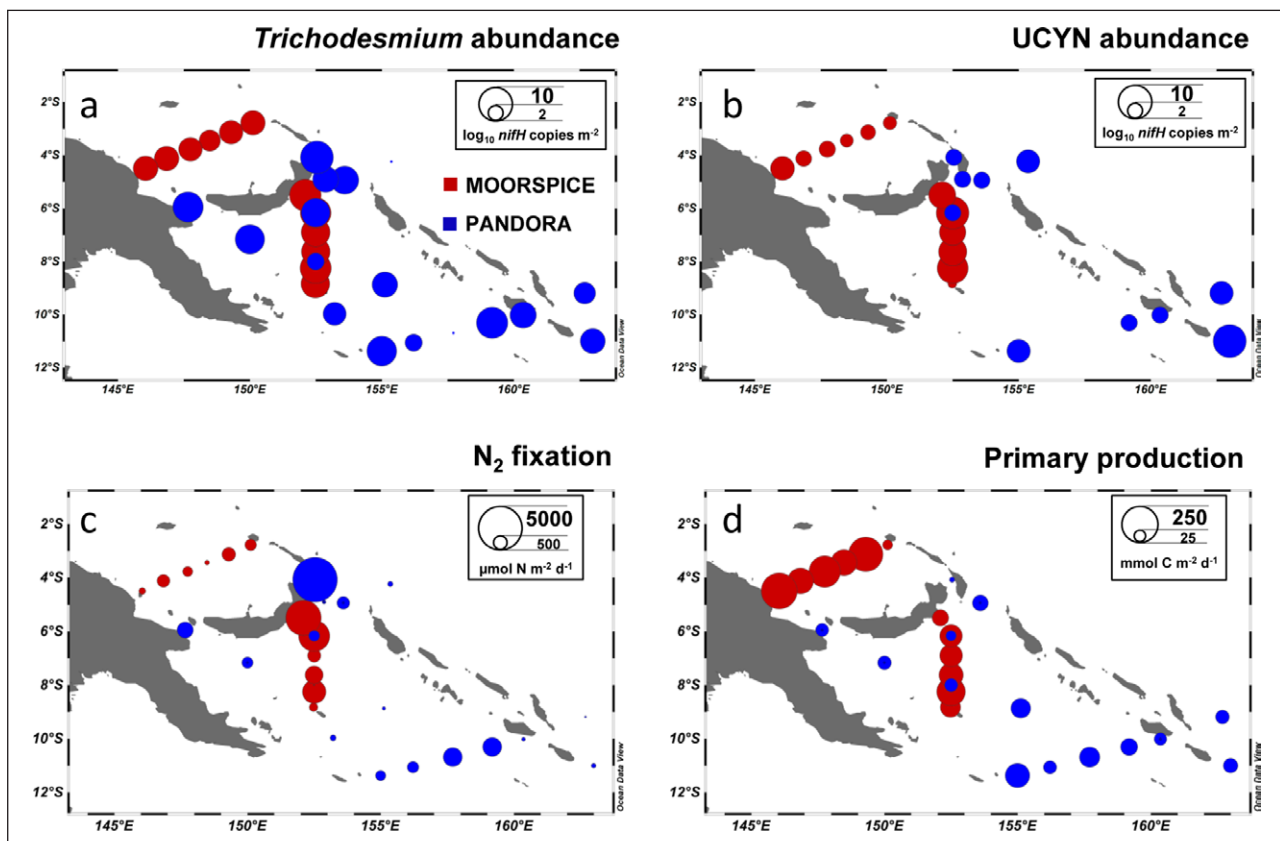 Trichodesmium abundance
a
10
2
log10 nifH copies m-2
MOORSPICE
PANDORA
2°S
4°S
6°S
8°S
10°S
12°S
145°E
150°E
155°E
160°E
Ocean Data View
UCYN abundance
b
10
2
log10 nifH copies m-2
2°S
4°S
6°S
8°S
10°S
12°S
145°E
150°E
155°E
160°E
Ocean Data View
N2 fixation
c
5000
500
µmol N m-2 d-1
2°S
4°S
6°S
8°S
10°S
12°S
145°E
150°E
155°E
160°E
Ocean Data View
Primary production
d
250
25
mmol C m-2 d-1
2°S
4°S
6°S
8°S
10°S
12°S
145°E
150°E
155°E
160°E
Ocean Data View